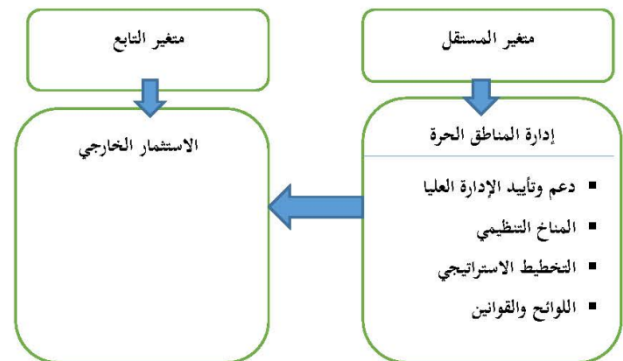 متغير المستقل
متغير التابع
إدارة المناطق الحرة
▪ دعم وتأييد الإدارة العليا
▪ المناخ التنظيمي
▪ التخطيط الاستراتيجي
▪ اللوائح والقوانين
الاستثمار الخارجي